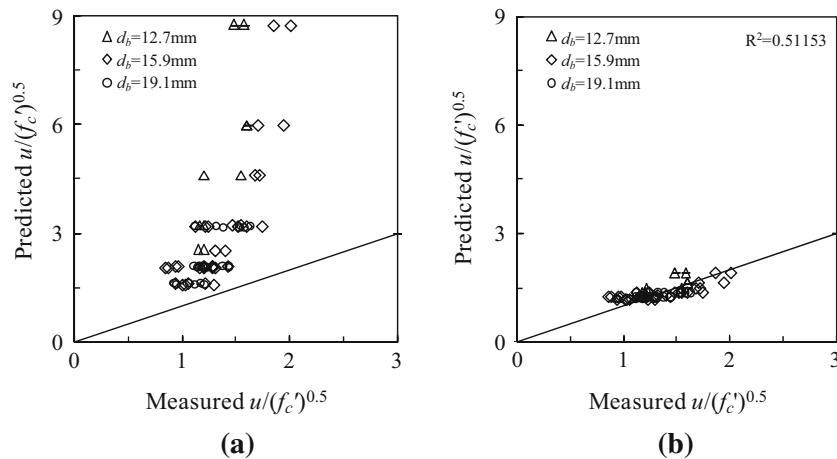 9
6
3
0
△ d_b=12.7mm
◇ d_b=15.9mm
○ d_b=19.1mm
Predicted u/(f_c')^0.5
0 1 2 3
Measured u/(f_c')^0.5
(a)
9
6
3
0
△ d_b=12.7mm
◇ d_b=15.9mm
○ d_b=19.1mm
R²=0.51153
Predicted u/(f_c')^0.5
0 1 2 3
Measured u/(f_c')^0.5
(b)